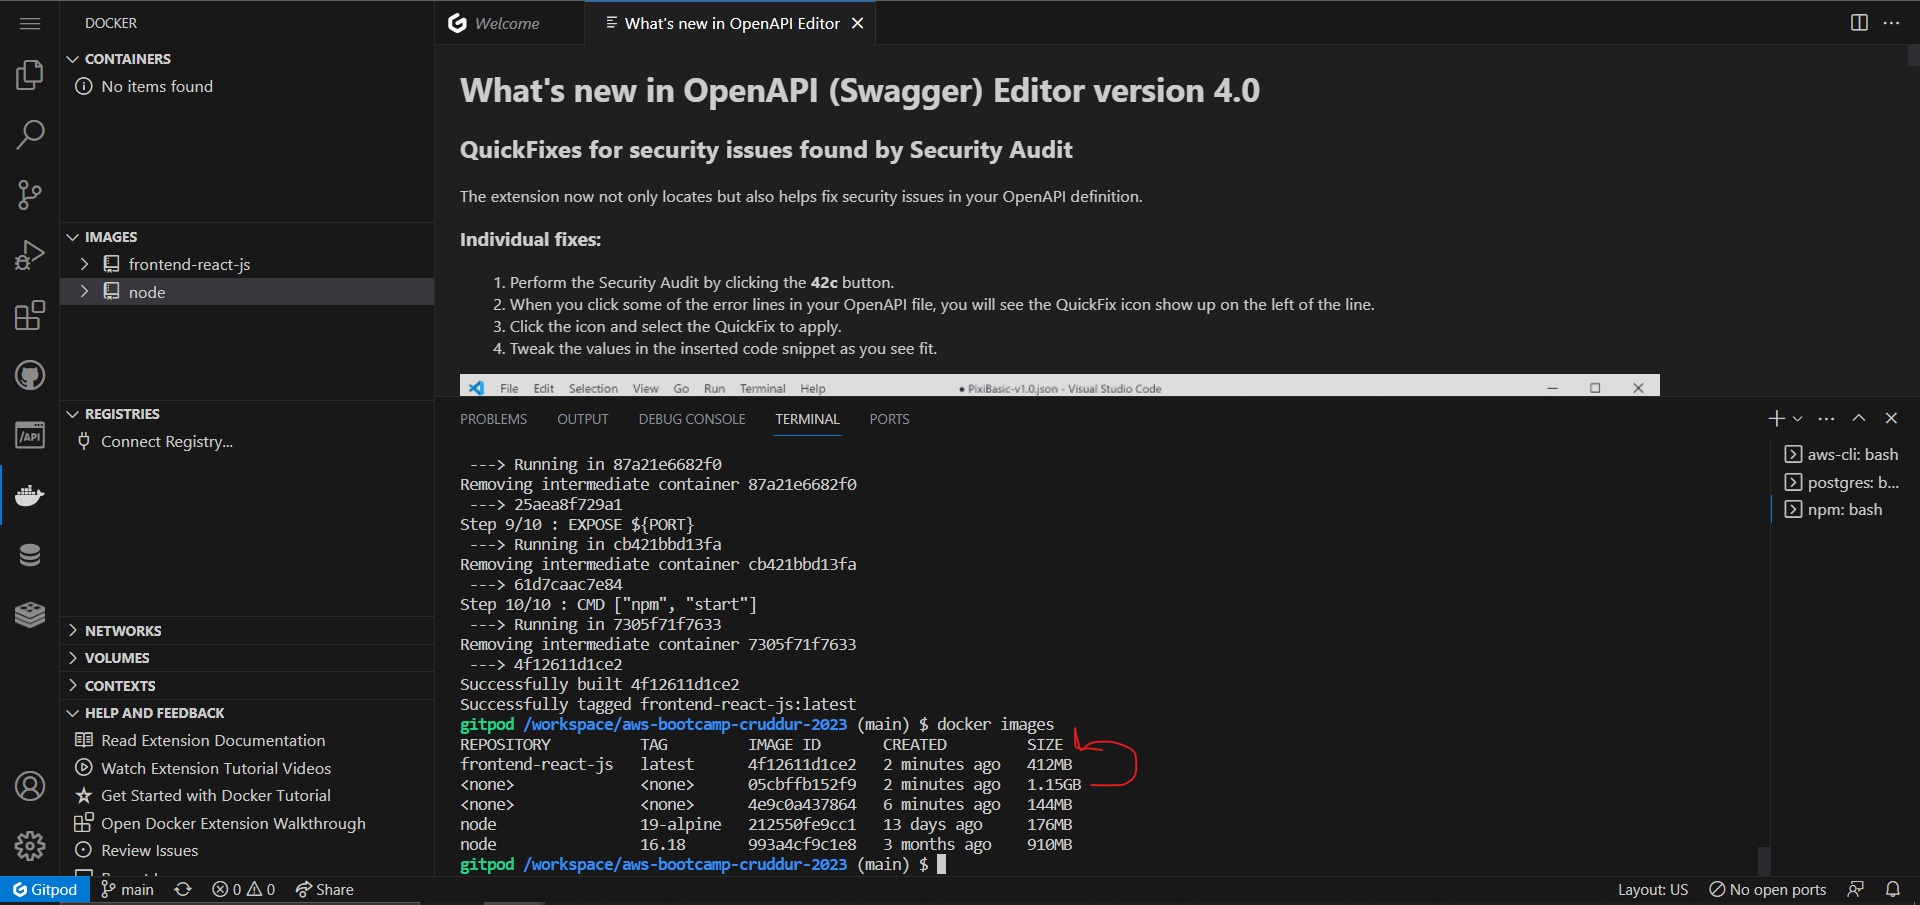 DOCKER
CONTAINERS
No items found
IMAGES
frontend-react-js
node
REGISTRIES
Connect Registry...
NETWORKS
VOLUMES
CONTEXTS
HELP AND FEEDBACK
Read Extension Documentation
Watch Extension Tutorial Videos
Get Started with Docker Tutorial
Open Docker Extension Walkthrough
Review Issues
Welcome
What's new in OpenAPI Editor
What's new in OpenAPI (Swagger) Editor version 4.0
QuickFixes for security issues found by Security Audit
The extension now not only locates but also helps fix security issues in your OpenAPI definition.
Individual fixes:
1. Perform the Security Audit by clicking the 42c button.
2. When you click some of the error lines in your OpenAPI file, you will see the QuickFix icon show up on the left of the line.
3. Click the icon and select the QuickFix to apply.
4. Tweak the values in the inserted code snippet as you see fit.
File Edit Selection View Go Run Terminal Help ● PixiBasic-v1.0.json - Visual Studio Code
PROBLEMS OUTPUT DEBUG CONSOLE TERMINAL PORTS
---> Running in 87a21e6682f0
Removing intermediate container 87a21e6682f0
---> 25aea8f729a1
Step 9/10 : EXPOSE ${PORT}
---> Running in cb421bbd13fa
Removing intermediate container cb421bbd13fa
---> 61d7caac7e84
Step 10/10 : CMD ["npm", "start"]
---> Running in 7305f71f7633
Removing intermediate container 7305f71f7633
---> 4f12611d1ce2
Successfully built 4f12611d1ce2
Successfully tagged frontend-react-js:latest
gitpod /workspace/aws-bootcamp-cruddur-2023 (main) $ docker images
REPOSITORY TAG IMAGE ID CREATED SIZE
frontend-react-js latest 4f12611d1ce2 2 minutes ago 412MB
<none> <none> 05cbffb152f9 2 minutes ago 1.15GB
<none> <none> 4e9c0a437864 6 minutes ago 144MB
node 19-alpine 212550fe9cc1 13 days ago 176MB
node 16.18 993a4cf9c1e8 3 months ago 910MB
gitpod /workspace/aws-bootcamp-cruddur-2023 (main) $
aws-cli: bash
postgres: b...
npm: bash
/API
Gitpod main 0 0 Share Layout: US No open ports